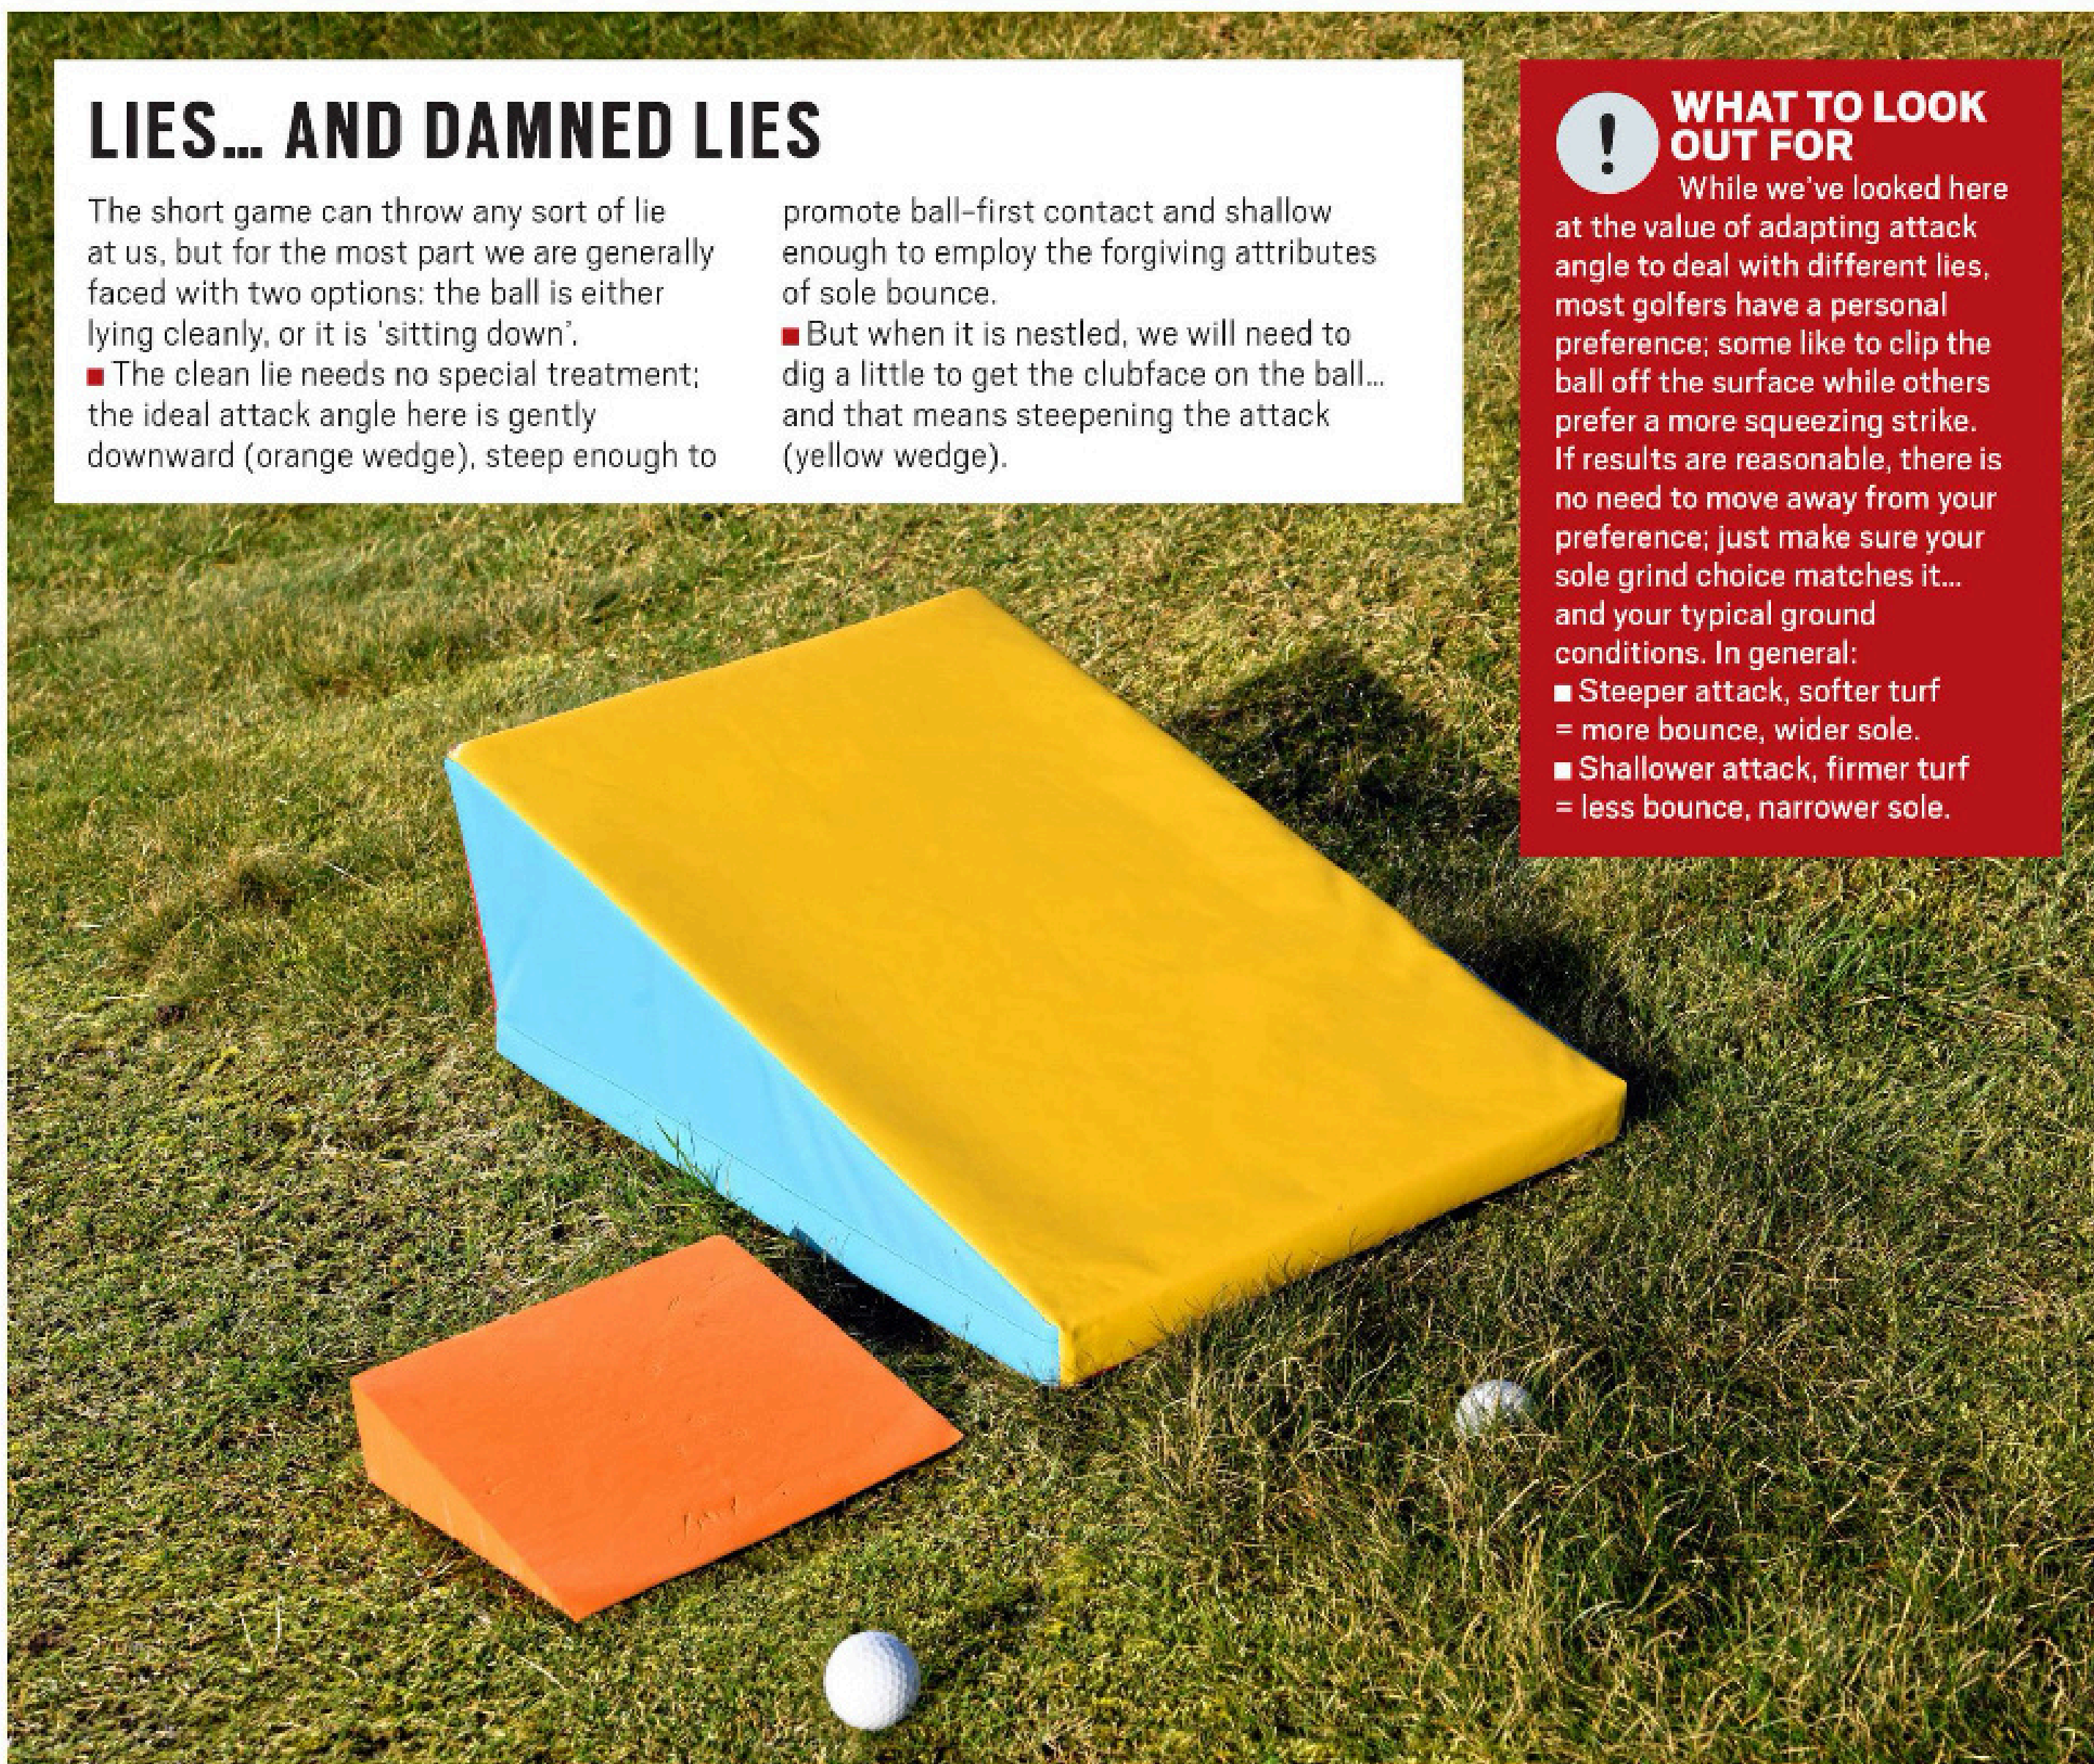 LIES... AND DAMNED LIES
The short game can throw any sort of lie
at us, but for the most part we are generally
faced with two options: the ball is either
lying cleanly, or it is 'sitting down'.
■ The clean lie needs no special treatment;
the ideal attack angle here is gently
downward (orange wedge), steep enough to
promote ball-first contact and shallow
enough to employ the forgiving attributes
of sole bounce.
■ But when it is nestled, we will need to
dig a little to get the clubface on the ball...
and that means steepening the attack
(yellow wedge).
! WHAT TO LOOK
OUT FOR
While we've looked here
at the value of adapting attack
angle to deal with different lies,
most golfers have a personal
preference; some like to clip the
ball off the surface while others
prefer a more squeezing strike.
If results are reasonable, there is
no need to move away from your
preference; just make sure your
sole grind choice matches it...
and your typical ground
conditions. In general:
■ Steeper attack, softer turf
= more bounce, wider sole.
■ Shallower attack, firmer turf
= less bounce, narrower sole.